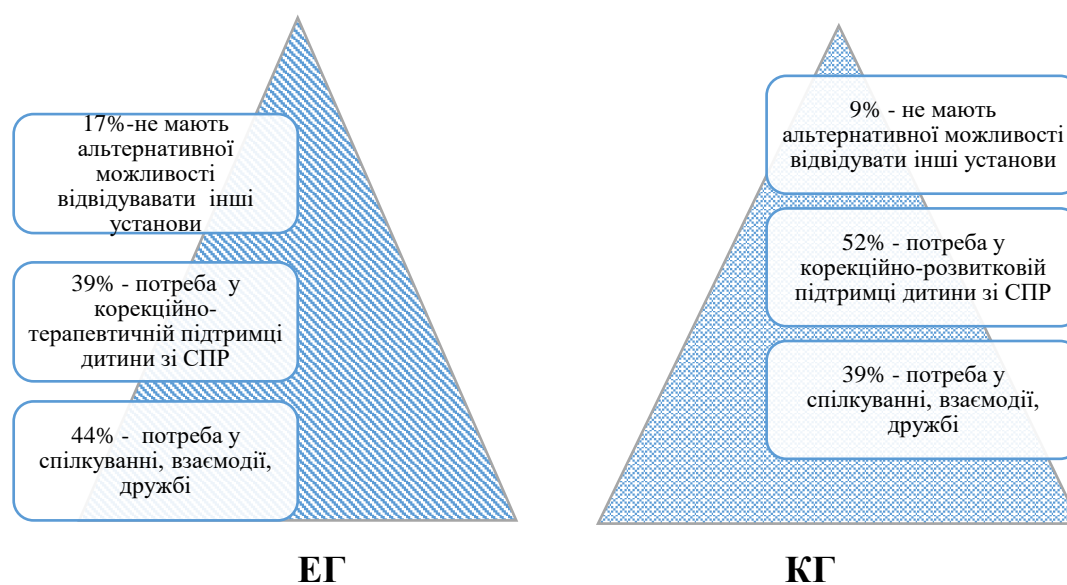 17%-не мають
альтернативної
можливості
відвідувавати інші
установи
39% - потреба у
корекційно-
терапевтичній підтримці
дитини зі СПР
44% - потреба у
спілкуванні, взаємодії,
дружбі
ЕГ
9% - не мають
альтернативної можливості
відвідувати інші установи
52% - потреба у
корекційно-розвитковій
підтримці дитини зі СПР
39% - потреба у
спілкуванні, взаємодії,
дружбі
КГ